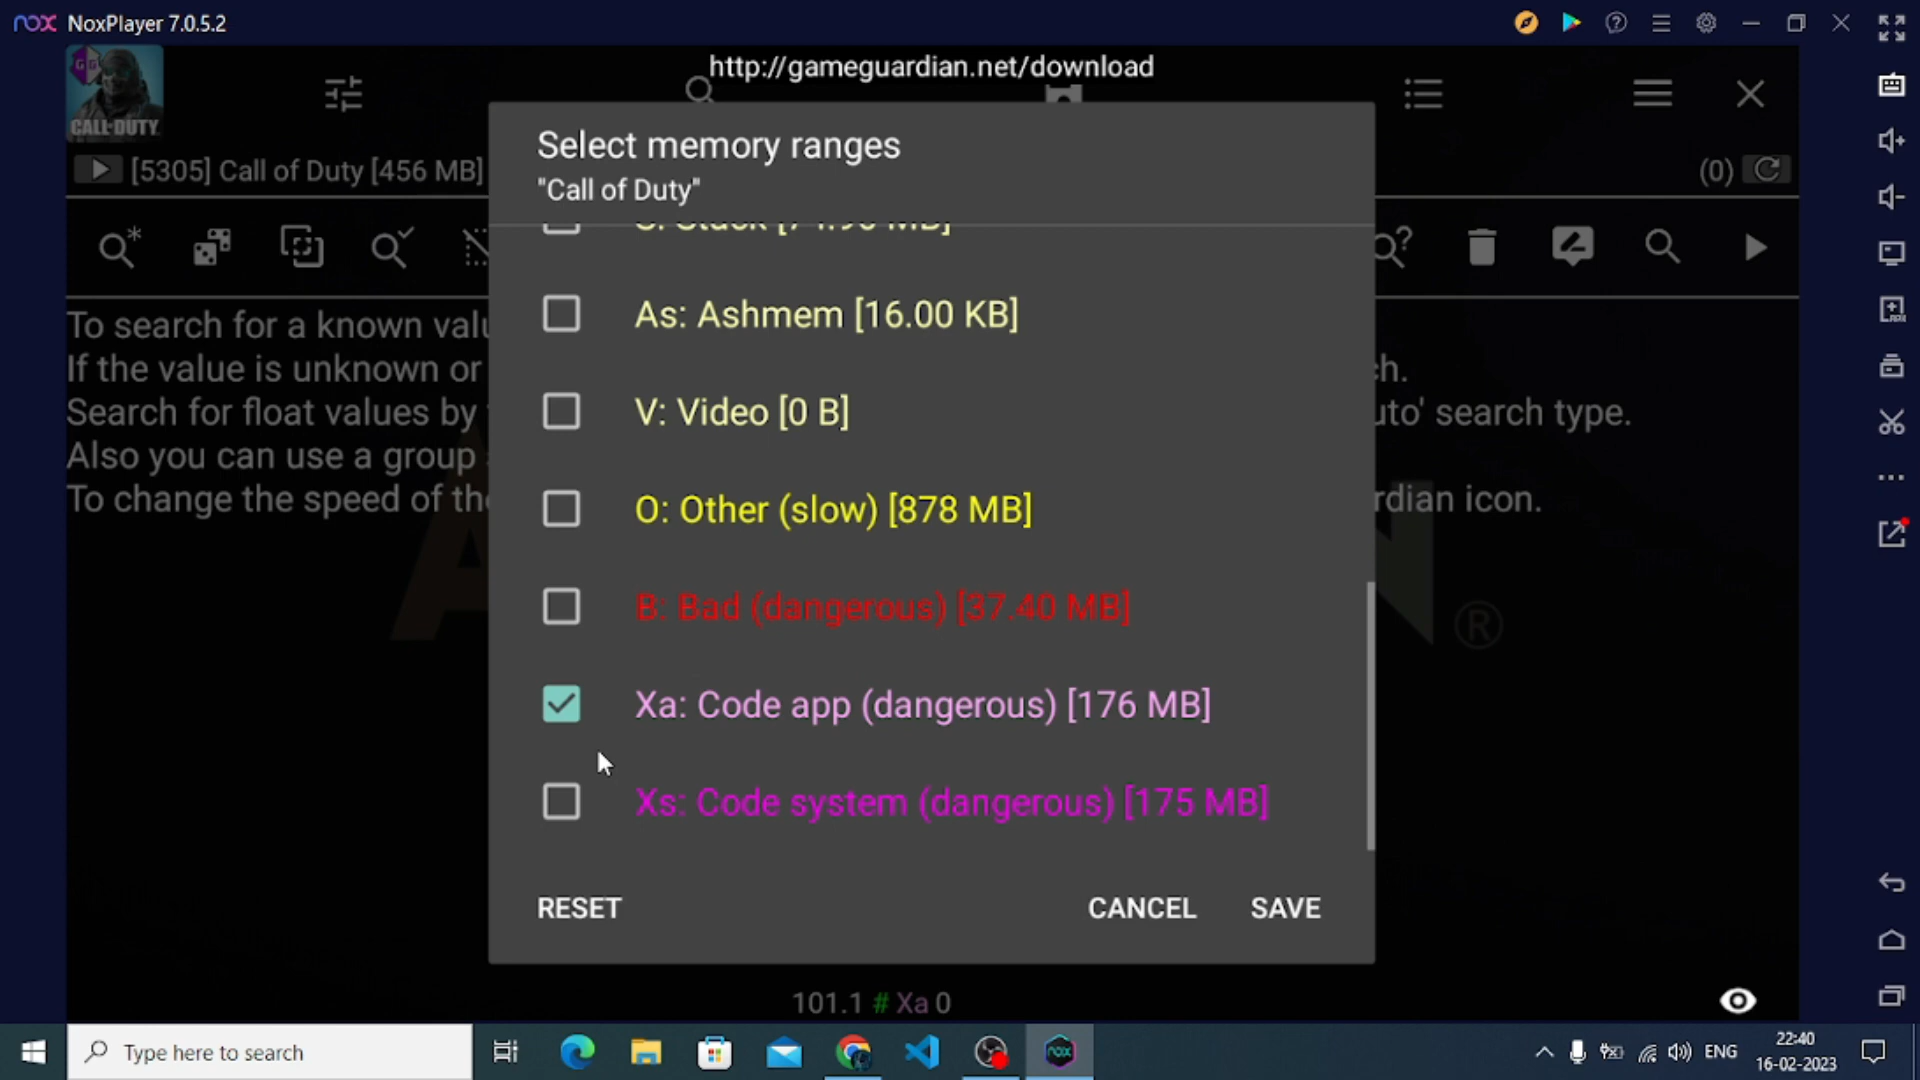 nox NoxPlayer 7.0.5.2
http://gameguardian.net/download
GG
CALL DUTY
[5305] Call of Duty [456 MB]
(0)
Select memory ranges
"Call of Duty"
As: Ashmem [16.00 KB]
V: Video [0 B]
O: Other (slow) [878 MB]
B: Bad (dangerous) [37.40 MB]
Xa: Code app (dangerous) [176 MB]
Xs: Code system (dangerous) [175 MB]
RESET
CANCEL
SAVE
To search for a known
If the value is unknown or
Search for float values by
uto' search type.
Also you can use a group
To change the speed of
rdian icon.
®
101.1 # Xa 0
Type here to search
nox
ENG
22:40
16-02-2023